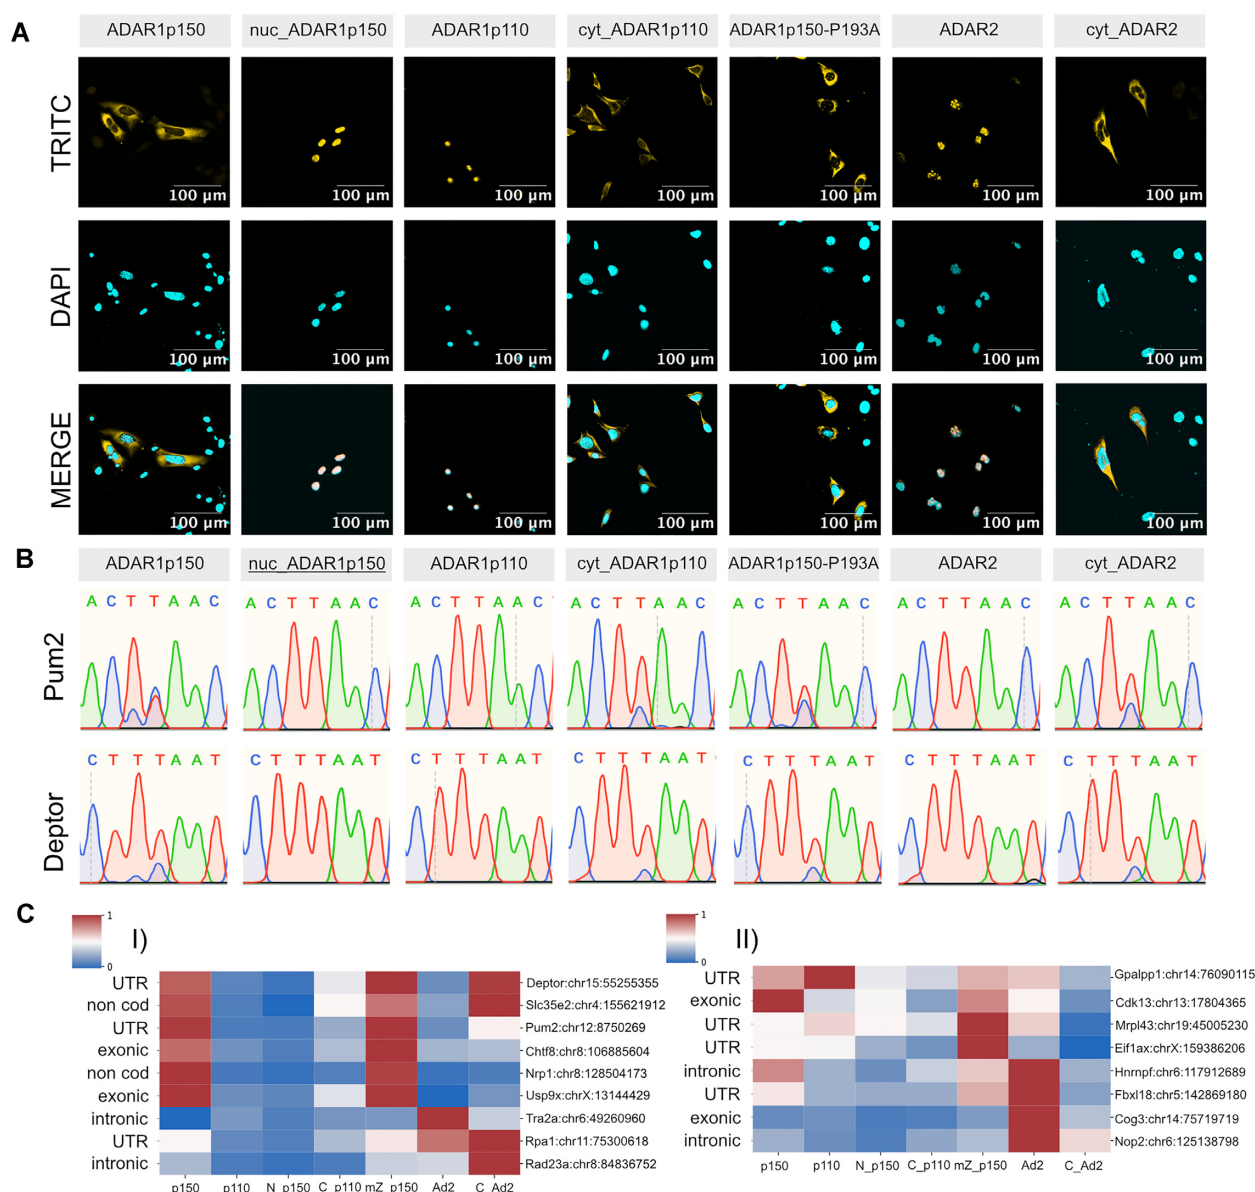 A
ADAR1p150 nuc_ADAR1p150 ADAR1p110 cyt_ADAR1p110 ADAR1p150-P193A ADAR2 cyt_ADAR2
TRITC
100 µm 100 µm 100 µm 100 µm 100 µm 100 µm 100 µm
DAPI
100 µm 100 µm 100 µm 100 µm 100 µm 100 µm 100 µm
MERGE
100 µm 100 µm 100 µm 100 µm 100 µm 100 µm 100 µm
B
ADAR1p150 nuc_ADAR1p150 ADAR1p110 cyt_ADAR1p110 ADAR1p150-P193A ADAR2 cyt_ADAR2
Pum2
A C T T A A C A C T T A A C A C T T A A C A C T T A A C A C T T A A C A C T T A A C A C T T A A C
Deptor
C T T T A A T C T T T A A T C T T T A A T C T T T A A T C T T T A A T C T T T A A T C T T T A A T
C
1
0
I)
UTR Deptor:chr15:55255355
non cod Slc35e2:chr4:155621912
UTR Pum2:chr12:8750269
exonic Chtf8:chr8:106885604
non cod Nrp1:chr8:128504173
exonic Usp9x:chrX:13144429
intronic Tra2a:chr6:49260960
UTR Rpa1:chr11:75300618
intronic Rad23a:chr8:84836752
p150 p110 N_p150 C_p110 mZ_p150 Ad2 C_Ad2
1
0
II)
UTR Gpalpp1:chr14:76090115
exonic Cdk13:chr13:17804365
UTR Mrpl43:chr19:45005230
UTR Eif1ax:chrX:159386206
intronic Hnrnpf:chr6:117912689
UTR Fbxl18:chr5:142869180
exonic Cog3:chr14:75719719
intronic Nop2:chr6:125138798
p150 p110 N_p150 C_p110 mZ_p150 Ad2 C_Ad2